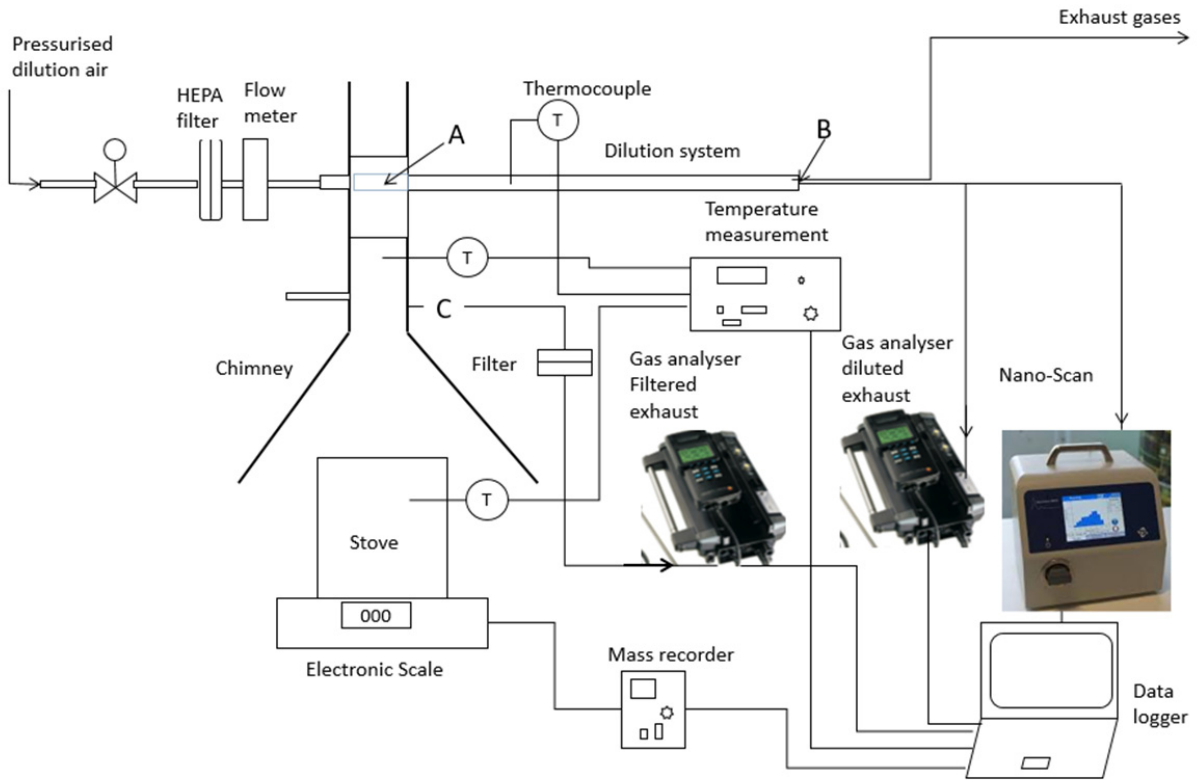 Exhaust gases
Pressurised
dilution air
HEPA
filter
Flow
meter
Thermocouple
T
A
B
Dilution system
Temperature
measurement
T
C
Chimney
Filter
Gas analyser
Filtered
exhaust
Gas analyser
diluted
exhaust
Nano-Scan
T
Stove
000
Electronic Scale
Mass recorder
Data
logger